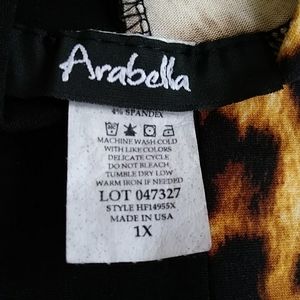 Arabella
4% SPANDEX
MACHINE WASH COLD
WITH LIKE COLORS
DELICATE CYCLE
DO NOT BLEACH
TUMBLE DRY LOW
WARM IRON IF NEEDED
LOT 047327
STYLE HF14955X
MADE IN USA
1X